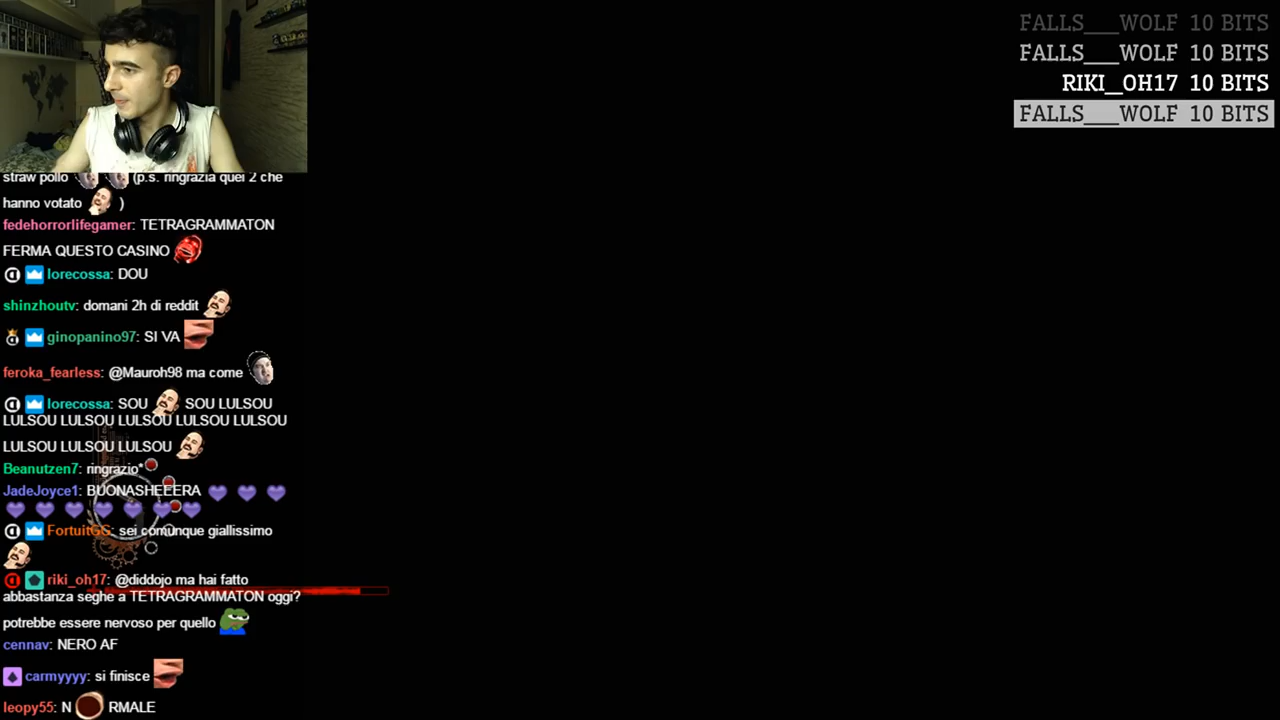 FALLS___WOLF 10 BITS
FALLS___WOLF 10 BITS
RIKI_OH17 10 BITS
FALLS___WOLF 10 BITS
straw pollo (p.s. ringrazia quei 2 che
hanno votato )
fedehorrorlifegamer: TETRAGRAMMATON
FERMA QUESTO CASINO
lorecossa: DOU
shinzhoutv: domani 2h di reddit
ginopanino97: SI VA
feroka_fearless: @Mauroh98 ma come
lorecossa: SOU SOU LULSOU
LULSOU LULSOU LULSOU LULSOU LULSOU
LULSOU LULSOU LULSOU
Beanutzen7: ringrazio*
JadeJoyce1: BUONASHEEERA
FortuitGG: sei comunque giallissimo
riki_oh17: @diddojo ma hai fatto
abbastanza seghe a TETRAGRAMMATON oggi?
potrebbe essere nervoso per quello
cennav: NERO AF
carmyyyy: si finisce
leopy55: N RMALE